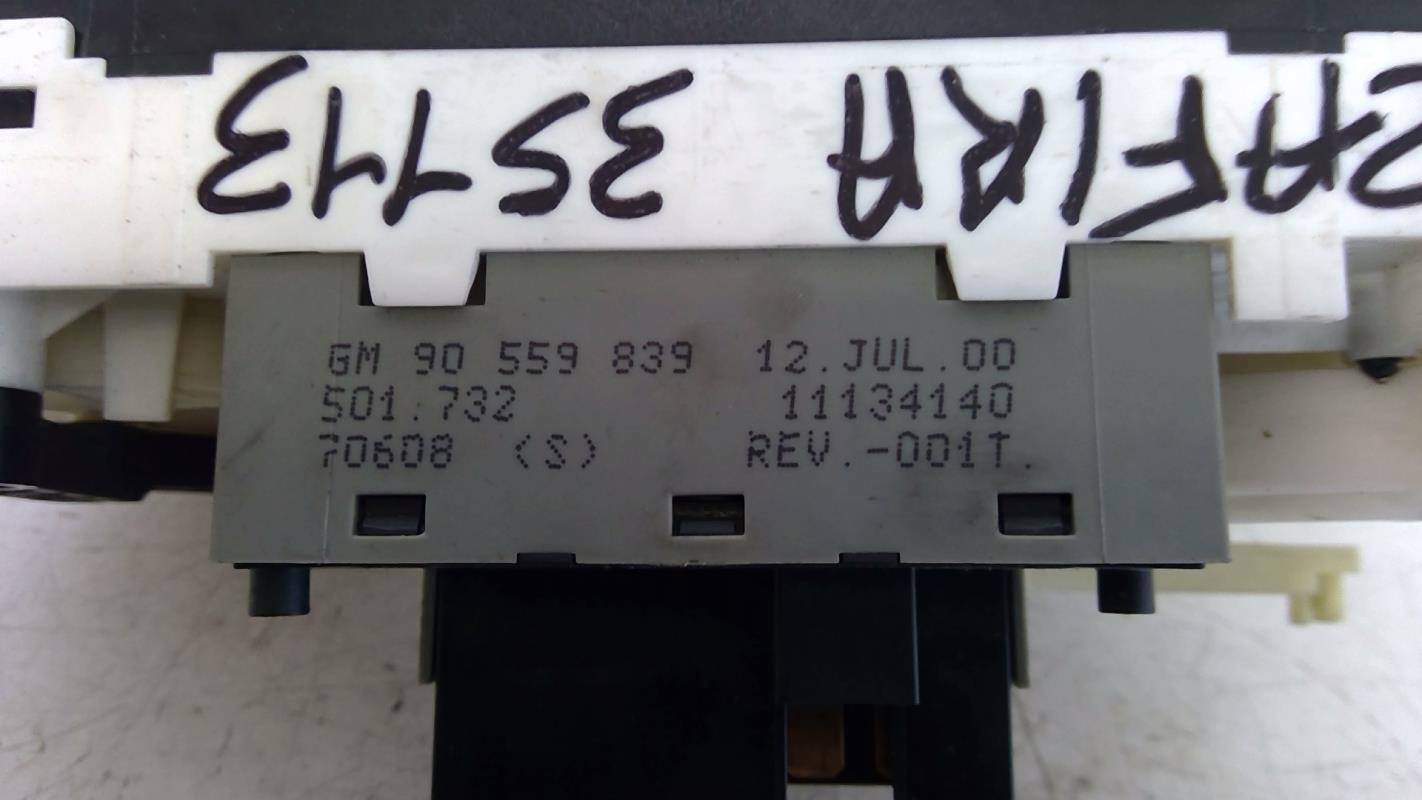 ZAFIRA 35113
GM 90 559 839 12.JUL.00
501.732 11134140
70608 (S) REV.-001T.